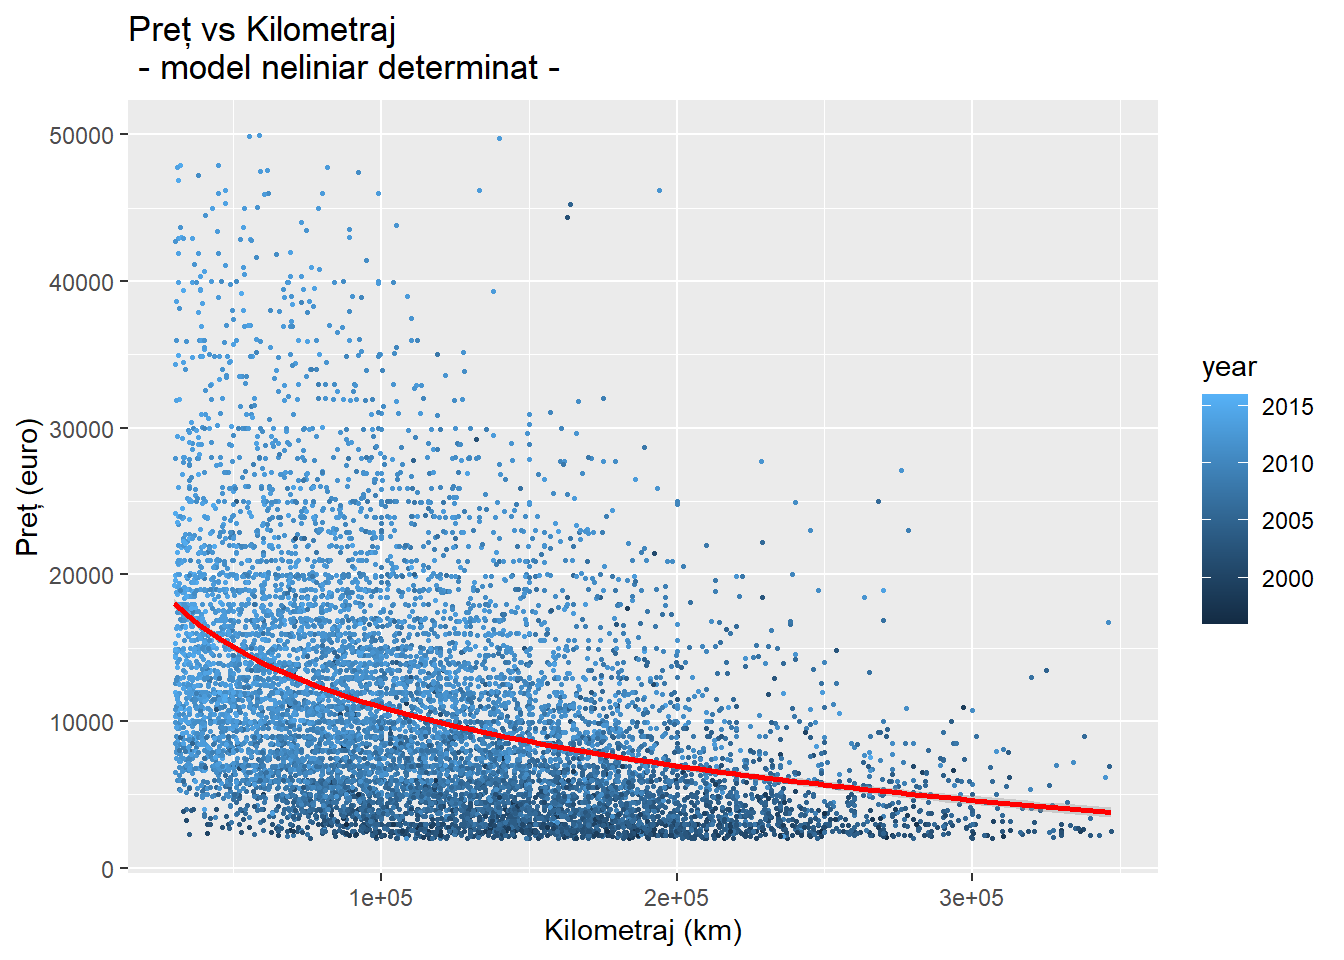 Preț vs Kilometraj
- model neliniar determinat -
Preț (euro)
50000
40000
30000
20000
10000
0
1e+05
2e+05
3e+05
Kilometraj (km)
year
2015
2010
2005
2000